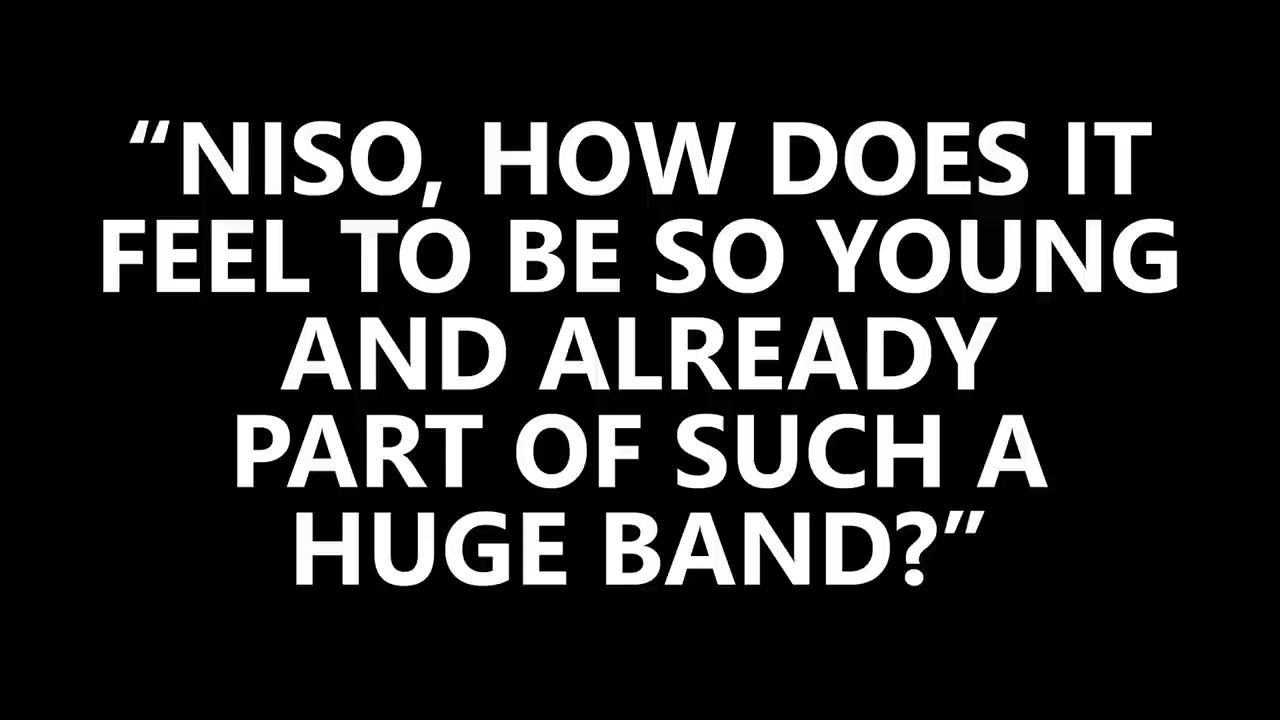 “NISO, HOW DOES IT
FEEL TO BE SO YOUNG
AND ALREADY
PART OF SUCH A
HUGE BAND?”